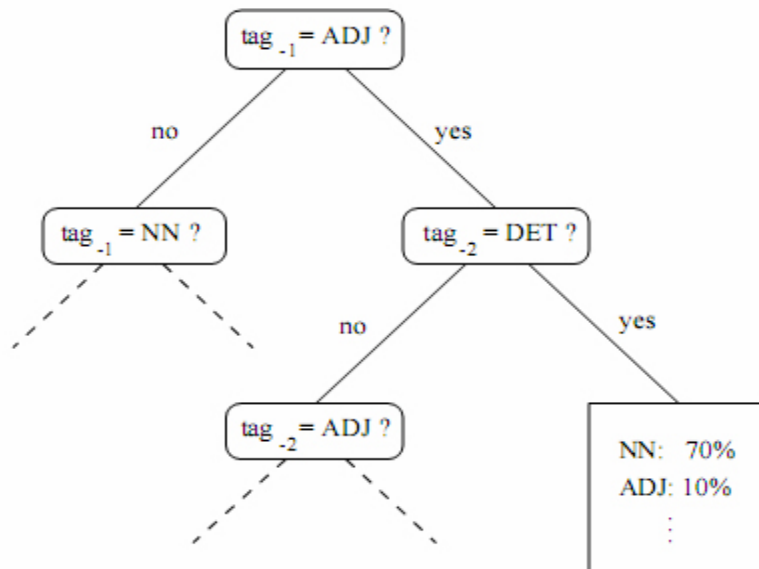 tag -1 = ADJ ?
no
yes
tag -1 = NN ?
tag -2 = DET ?
no
yes
tag -2 = ADJ ?
NN: 70%
ADJ: 10%
⋮